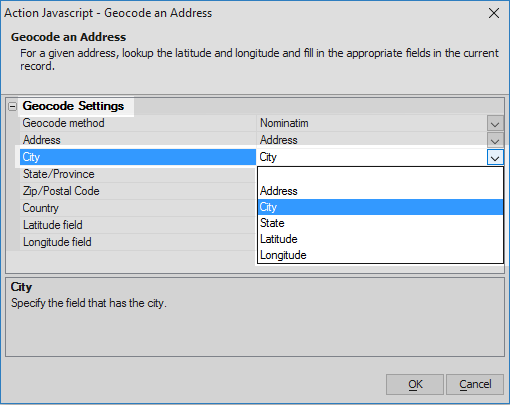 Action Javascript - Geocode an Address
Geocode an Address
For a given address, lookup the latitude and longitude and fill in the appropriate fields in the current
record.
Geocode Settings
Geocode method Nominatim
Address Address
City City
State/Province
Zip/Postal Code Address
Country City
State
Latitude field Latitude
Longitude field Longitude
City
Specify the field that has the city.
OK Cancel